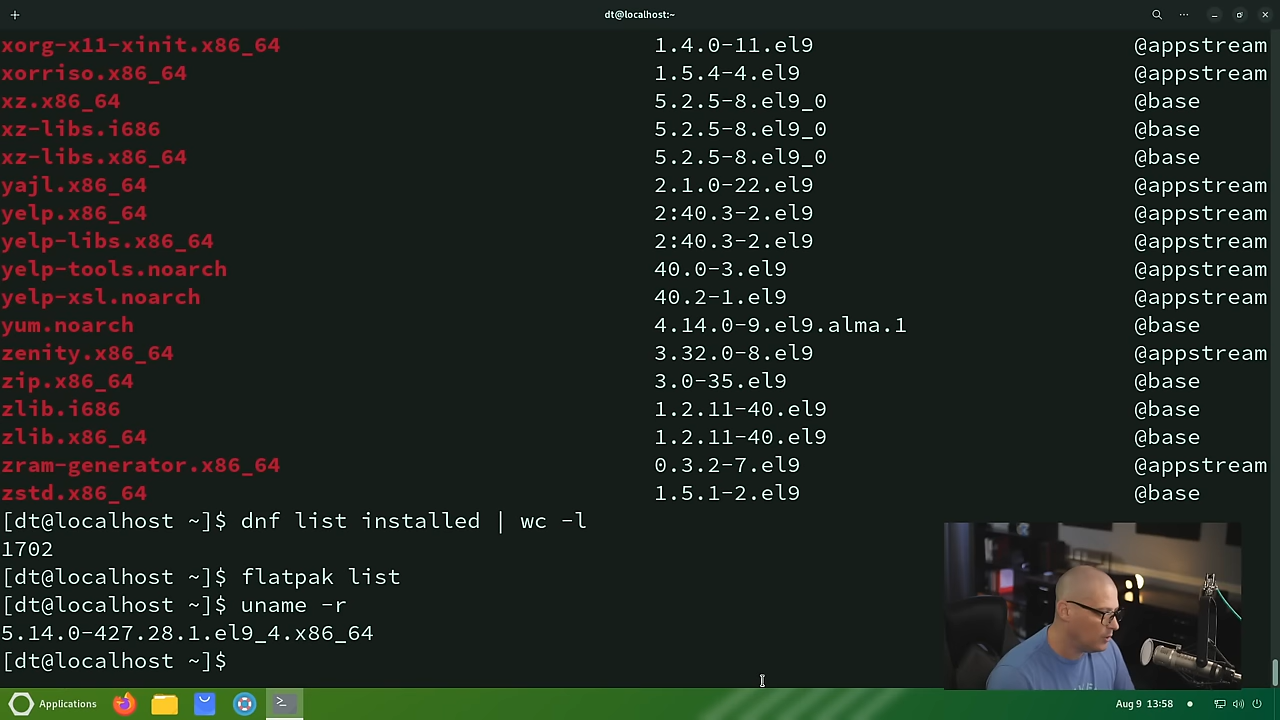 dt@localhost:~
xorg-x11-xinit.x86_64 1.4.0-11.el9 @appstream
xorriso.x86_64 1.5.4-4.el9 @appstream
xz.x86_64 5.2.5-8.el9_0 @base
xz-libs.i686 5.2.5-8.el9_0 @base
xz-libs.x86_64 5.2.5-8.el9_0 @base
yajl.x86_64 2.1.0-22.el9 @appstream
yelp.x86_64 2:40.3-2.el9 @appstream
yelp-libs.x86_64 2:40.3-2.el9 @appstream
yelp-tools.noarch 40.0-3.el9 @appstream
yelp-xsl.noarch 40.2-1.el9 @appstream
yum.noarch 4.14.0-9.el9.alma.1 @base
zenity.x86_64 3.32.0-8.el9 @appstream
zip.x86_64 3.0-35.el9 @base
zlib.i686 1.2.11-40.el9 @base
zlib.x86_64 1.2.11-40.el9 @base
zram-generator.x86_64 0.3.2-7.el9 @appstream
zstd.x86_64 1.5.1-2.el9 @base
[dt@localhost ~]$ dnf list installed | wc -l
1702
[dt@localhost ~]$ flatpak list
[dt@localhost ~]$ uname -r
5.14.0-427.28.1.el9_4.x86_64
[dt@localhost ~]$
Applications Aug 9 13:58